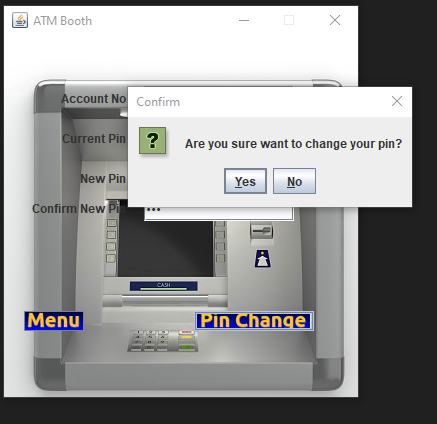 ATM Booth
Confirm
Account No
Are you sure want to change your pin?
Current Pin
New Pin
Yes No
Confirm New Pin
CASH
Menu Pin Change